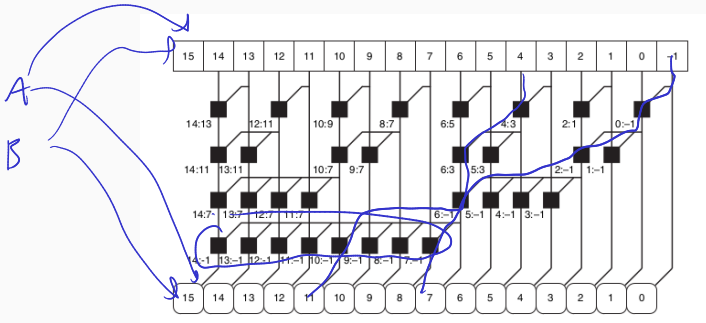 A
B
15 14 13 12 11 10 9 8 7 6 5 4 3 2 1 0 -1
14:13 12:11 10:9 8:7 6:5 4:3 2:1 0:-1
14:11 13:11 10:7 9:7 6:3 5:3 2:-1 1:-1
14:7 13:7 12:7 11:7 6:-1 5:-1 4:-1 3:-1
14:-1 13:-1 12:-1 11:-1 10:-1 9:-1 8:-1 7:-1
15 14 13 12 11 10 9 8 7 6 5 4 3 2 1 0